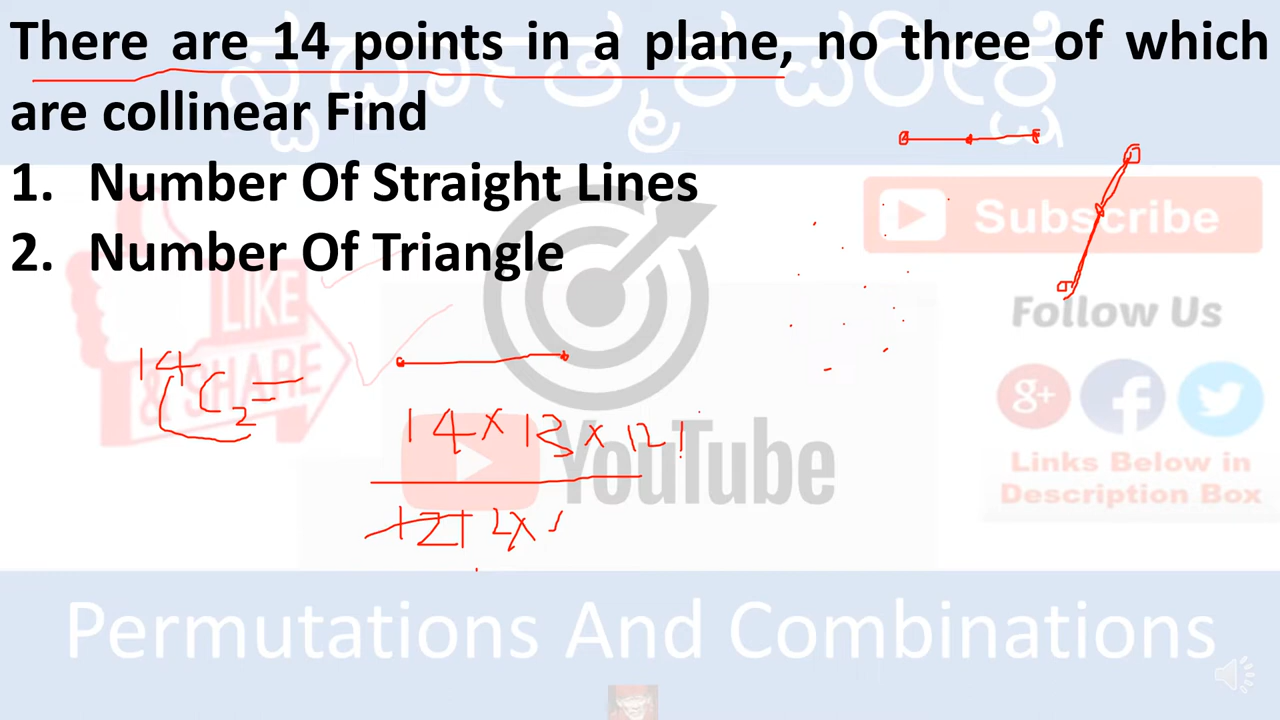 There are 14 points in a plane, no three of which
are collinear Find
1. Number Of Straight Lines
2. Number Of Triangle
Subscribe
LIKE
& SHARE
Follow Us
G+
Links Below in
Description Box
YouTube
14C2=
14 x 13 x 12!
12! 2x
Permutations And Combinations